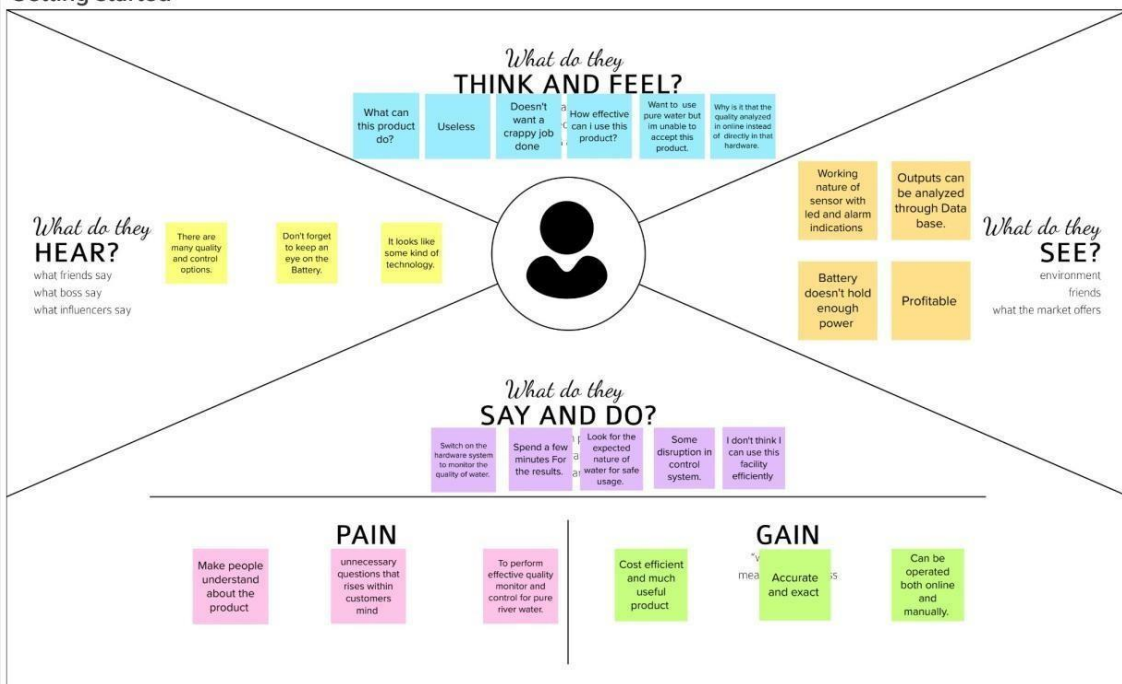 Getting started
What do they
THINK AND FEEL?
What can
this product
do?
Useless
Doesn't
want a
crappy job
done
How effective
can i use this
product?
Want to use
pure water but
im unable to
accept this
product.
Why is it that the
quality analyzed
in online instead
of directly in that
hardware.
What do they
HEAR?
what friends say
what boss say
what influencers say
There are
many quality
and control
options.
Don't forget
to keep an
eye on the
Battery.
It looks like
some kind of
technology.
Working
nature of
sensor with
led and alarm
indications
Outputs can
be analyzed
through Data
base.
Battery
doesn't hold
enough
power
Profitable
What do they
SEE?
environment
friends
what the market offers
What do they
SAY AND DO?
Switch on the
hardware system
to monitor the
quality of water.
Spend a few
minutes For
the results.
Look for the
expected
nature of
water for safe
usage.
Some
disruption in
control
system.
I don't think I
can use this
facility
efficiently
PAIN
Make people
understand
about the
product
unnecessary
questions that
rises within
customers
mind
To perform
effective quality
monitor and
control for pure
river water.
GAIN
Cost efficient
and much
useful
product
Accurate
and exact
Can be
operated
both online
and
manually.